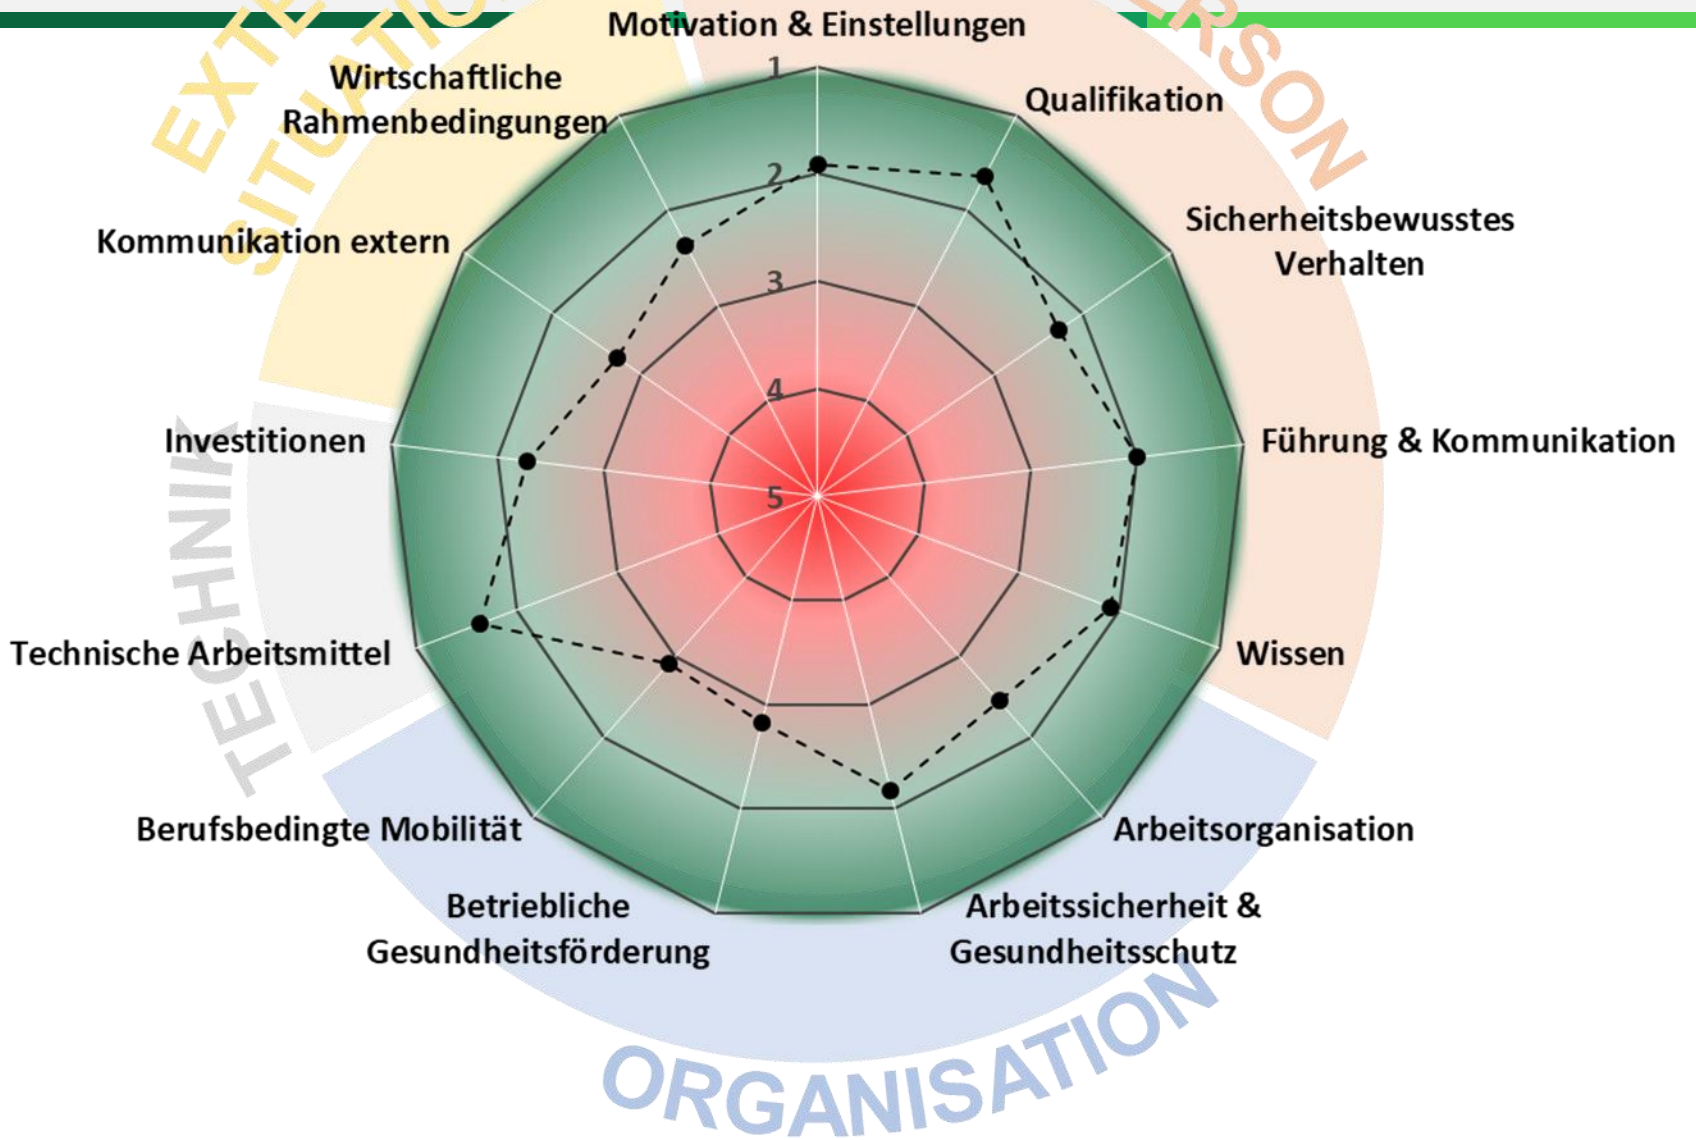 Motivation & Einstellungen
Qualifikation
Sicherheitsbewusstes
Verhalten
Führung & Kommunikation
Wissen
Arbeitsorganisation
Arbeitssicherheit &
Gesundheitsschutz
Betriebliche
Gesundheitsförderung
Berufsbedingte Mobilität
Technische Arbeitsmittel
Investitionen
Kommunikation extern
Wirtschaftliche
Rahmenbedingungen
1
2
3
4
5
ORGANISATION
TECHNIK